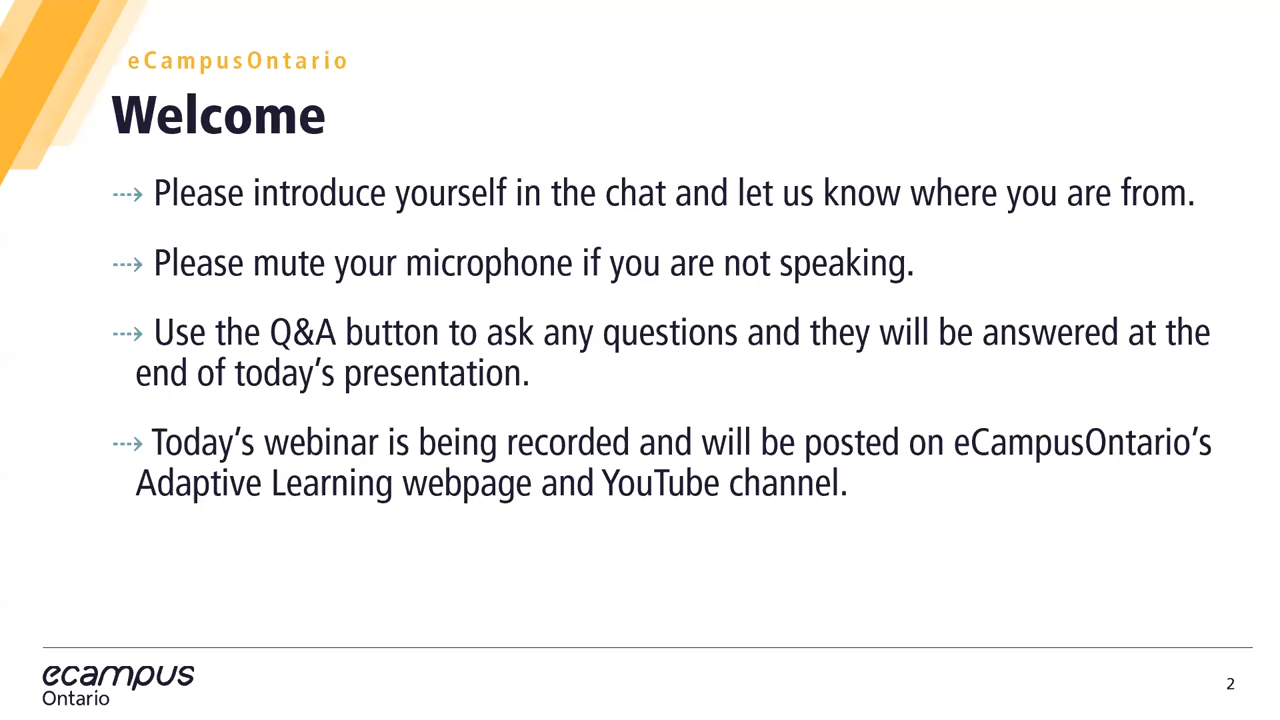 eCampusOntario
Welcome
⇢ Please introduce yourself in the chat and let us know where you are from.
⇢ Please mute your microphone if you are not speaking.
⇢ Use the Q&A button to ask any questions and they will be answered at the
end of today’s presentation.
⇢ Today’s webinar is being recorded and will be posted on eCampusOntario’s
Adaptive Learning webpage and YouTube channel.
ecampus
Ontario
2